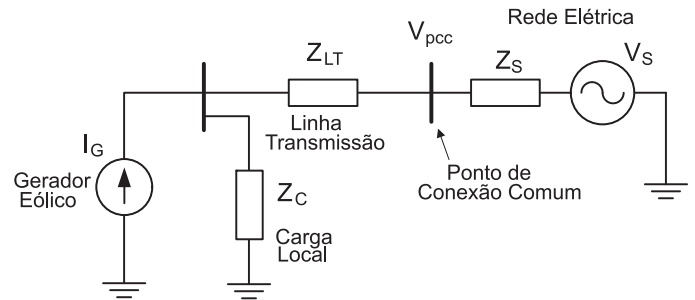 Rede Elétrica
V_pcc
Z_LT
Z_S
V_S
Linha
Transmissão
I_G
Gerador
Eólico
Z_C
Carga
Local
Ponto de
Conexão Comum